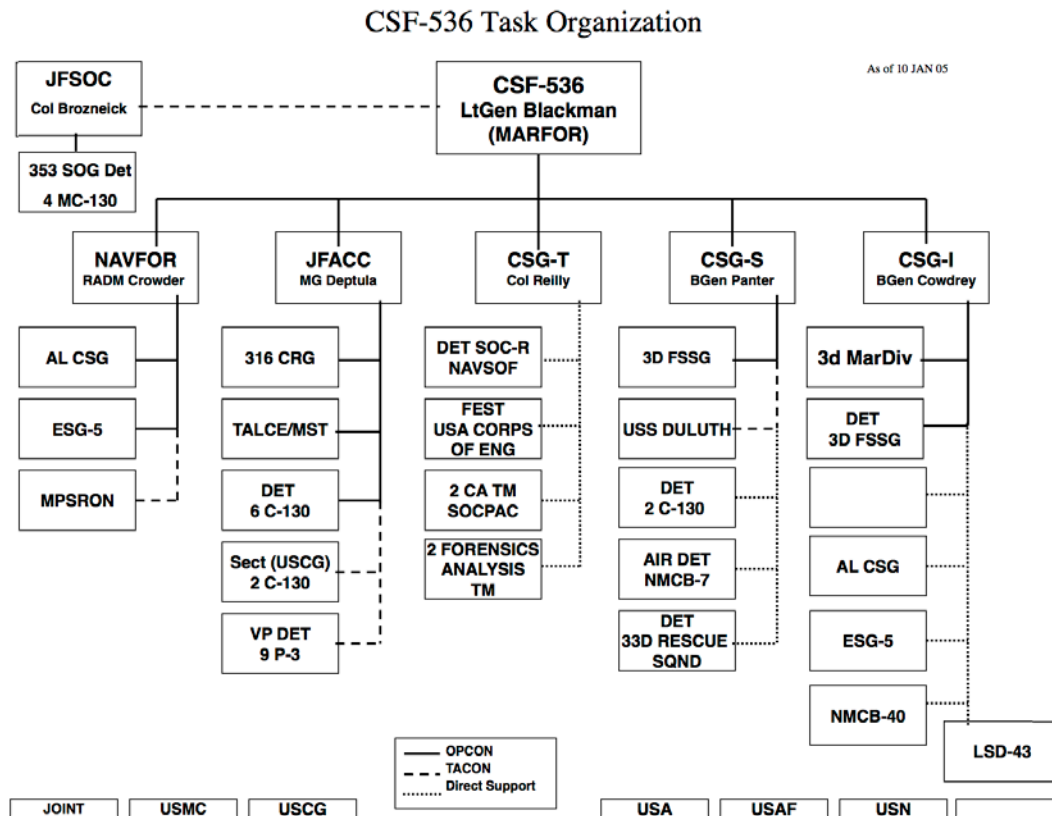 CSF-536 Task Organization
As of 10 JAN 05
JFSOC
Col Brozneick
CSF-536
LtGen Blackman
(MARFOR)
353 SOG Det
4 MC-130
NAVFOR
RADM Crowder
JFACC
MG Deptula
CSG-T
Col Reilly
CSG-S
BGen Panter
CSG-I
BGen Cowdrey
AL CSG
ESG-5
MPSRON
316 CRG
TALCE/MST
DET
6 C-130
Sect (USCG)
2 C-130
VP DET
9 P-3
DET SOC-R
NAVSOF
FEST
USA CORPS
OF ENG
2 CA TM
SOCPAC
2 FORENSICS
ANALYSIS
TM
3D FSSG
USS DULUTH
DET
2 C-130
AIR DET
NMCB-7
DET
33D RESCUE
SQND
3d MarDiv
DET
3D FSSG
AL CSG
ESG-5
NMCB-40
LSD-43
OPCON
TACON
Direct Support
JOINT
USMC
USCG
USA
USAF
USN